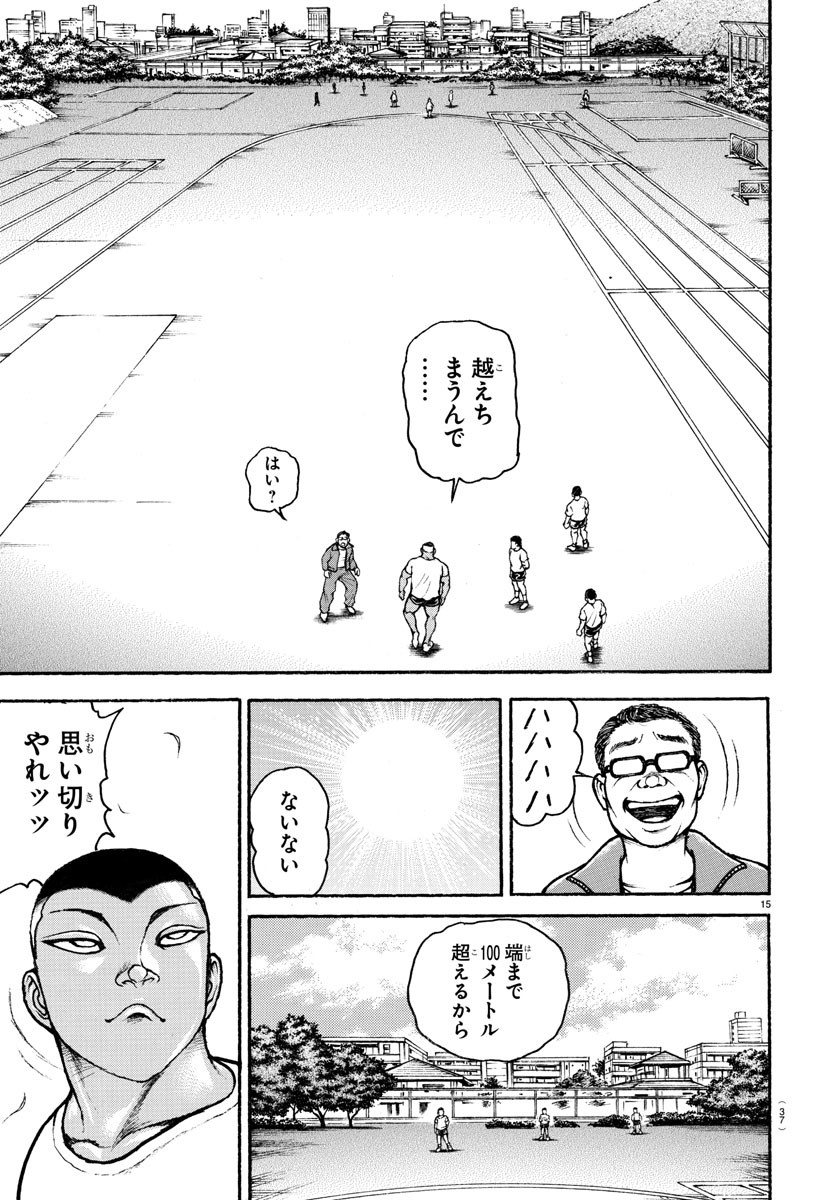 越えち
まうんで
……
はい?
ハハハハ
ないない
端まで
100メートル
超えるから
思い切り
やれッッ
15
(37)